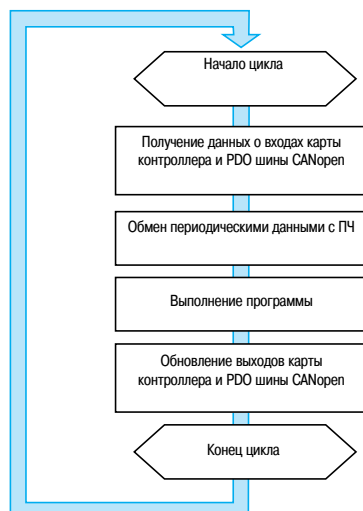 Начало цикла
Получение данных о входах карты
контроллера и PDO шины CANopen
Обмен периодическими данными с ПЧ
Выполнение программы
Обновление выходов карты
контроллера и PDO шины CANopen
Конец цикла